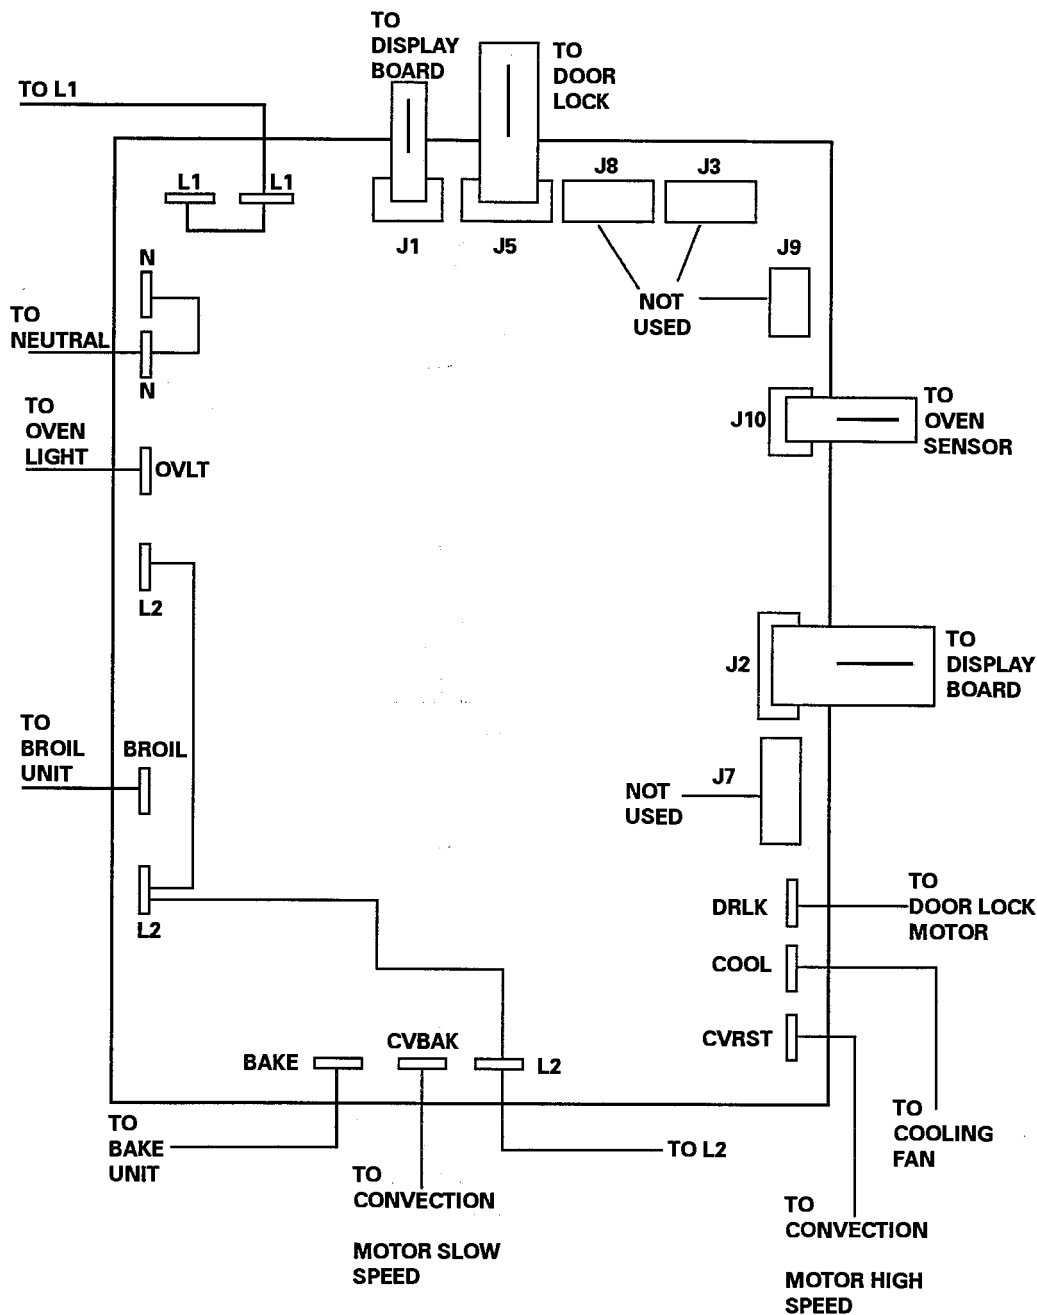 TO
DISPLAY
BOARD
TO
DOOR
LOCK
TO L1
L1
L1
J8
J3
J1
J5
J9
N
NOT
USED
TO
NEUTRAL
N
TO
OVEN
LIGHT
OVLT
J10
TO
OVEN
SENSOR
L2
J2
TO
DISPLAY
BOARD
TO
BROIL
UNIT
BROIL
J7
NOT
USED
L2
DRLK
TO
DOOR LOCK
MOTOR
COOL
CVRST
BAKE
CVBAK
L2
TO
BAKE
UNIT
TO L2
TO
COOLING
FAN
TO
CONVECTION
MOTOR SLOW
SPEED
TO
CONVECTION
MOTOR HIGH
SPEED